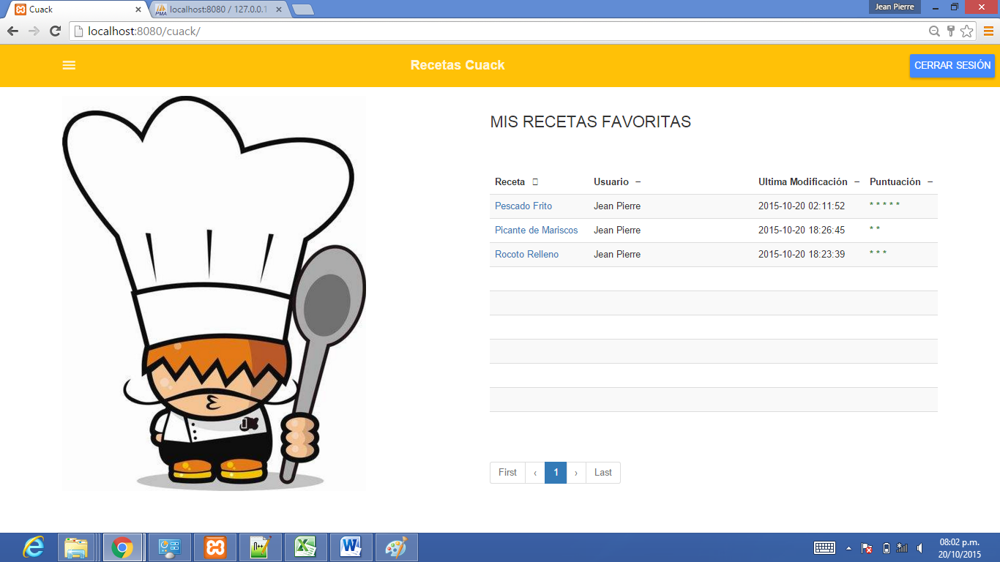 Cuack
localhost:8080 / 127.0.0.1
Jean Pierre
localhost:8080/cuack/
Recetas Cuack
CERRAR SESIÓN
MIS RECETAS FAVORITAS
Receta Usuario Ultima Modificación Puntuación
Pescado Frito Jean Pierre 2015-10-20 02:11:52 * * * * *
Picante de Mariscos Jean Pierre 2015-10-20 18:26:45 * *
Rocoto Relleno Jean Pierre 2015-10-20 18:23:39 * * *
First ‹ 1 › Last
08:02 p.m.
20/10/2015